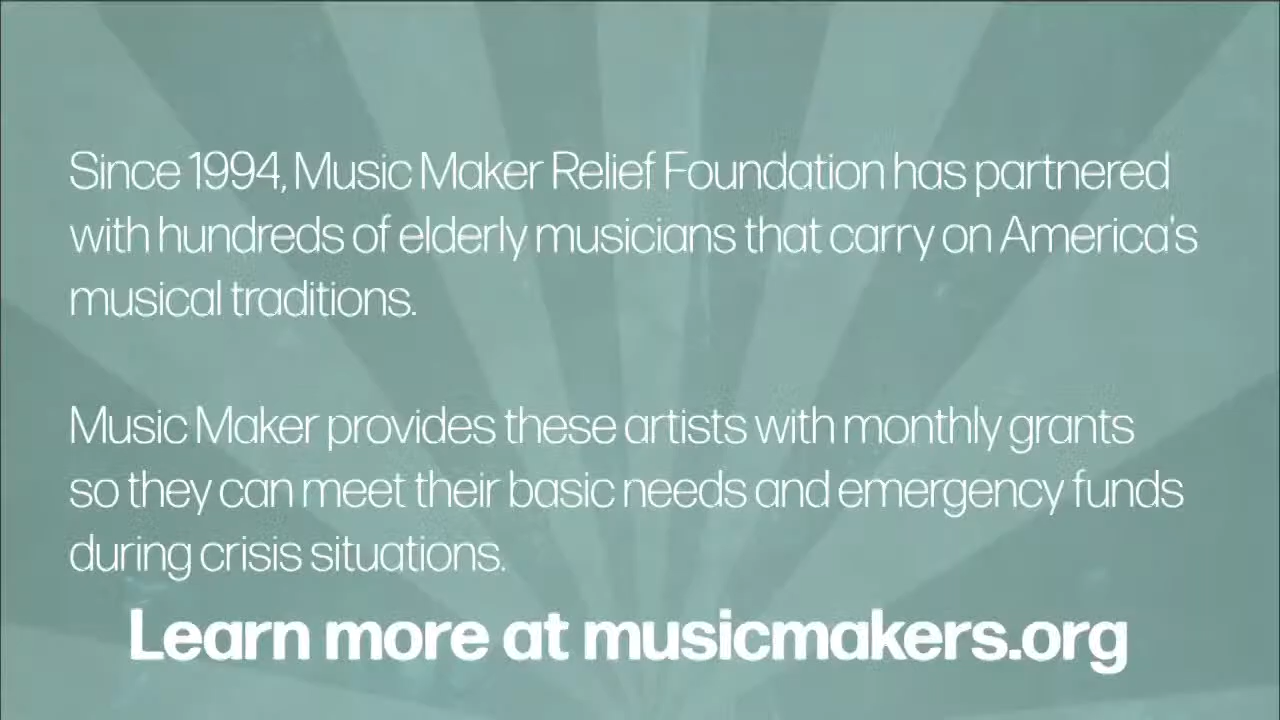 Since 1994, Music Maker Relief Foundation has partnered
with hundreds of elderly musicians that carry on America's
musical traditions.
Music Maker provides these artists with monthly grants
so they can meet their basic needs and emergency funds
during crisis situations.
Learn more at musicmakers.org